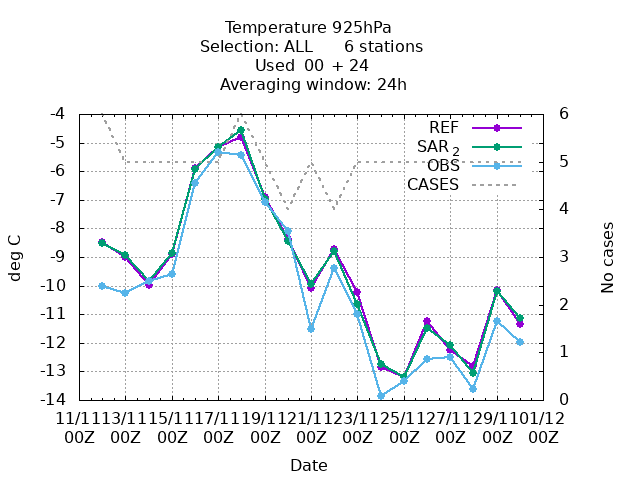 Temperature 925hPa
Selection: ALL 6 stations
Used 00 + 24
Averaging window: 24h
-4 6
REF
-5
SAR 2
-6 5
OBS
CASES
-7
-8 4
-9 3
-10
-11 2
-12 1
-13
-14 0
deg C
No cases
11/11 13/11 15/11 17/11 19/11 21/11 23/11 25/11 27/11 29/11 01/12
00Z 00Z 00Z 00Z 00Z 00Z 00Z 00Z 00Z 00Z 00Z
Date